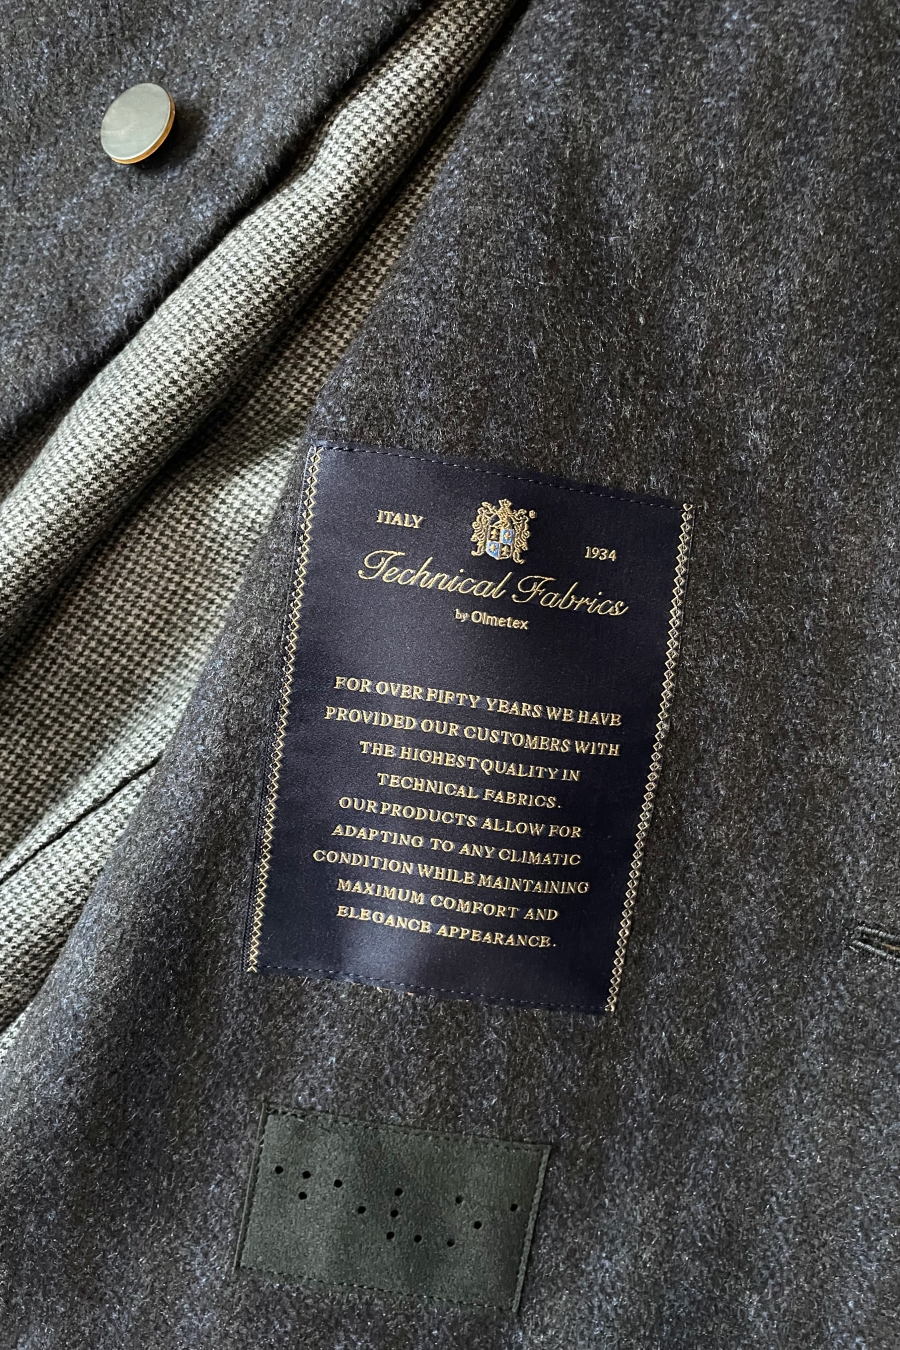 ITALY
1934
Technical Fabrics
by Olmetex
FOR OVER FIFTY YEARS WE HAVE
PROVIDED OUR CUSTOMERS WITH
THE HIGHEST QUALITY IN
TECHNICAL FABRICS.
OUR PRODUCTS ALLOW FOR
ADAPTING TO ANY CLIMATIC
CONDITION WHILE MAINTAINING
MAXIMUM COMFORT AND
ELEGANCE APPEARANCE.
⠙⠑⠧⠕⠁